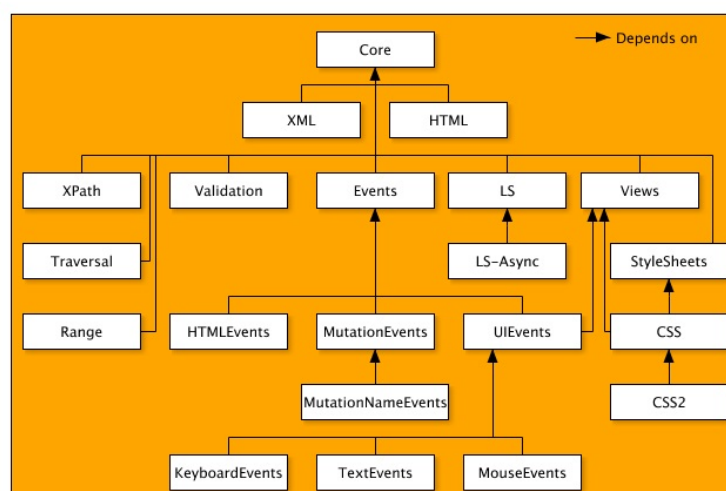 Core
Depends on
XML
HTML
XPath
Validation
Events
LS
Views
Traversal
LS-Async
StyleSheets
Range
HTMLEvents
MutationEvents
UIEvents
CSS
MutationNameEvents
CSS2
KeyboardEvents
TextEvents
MouseEvents